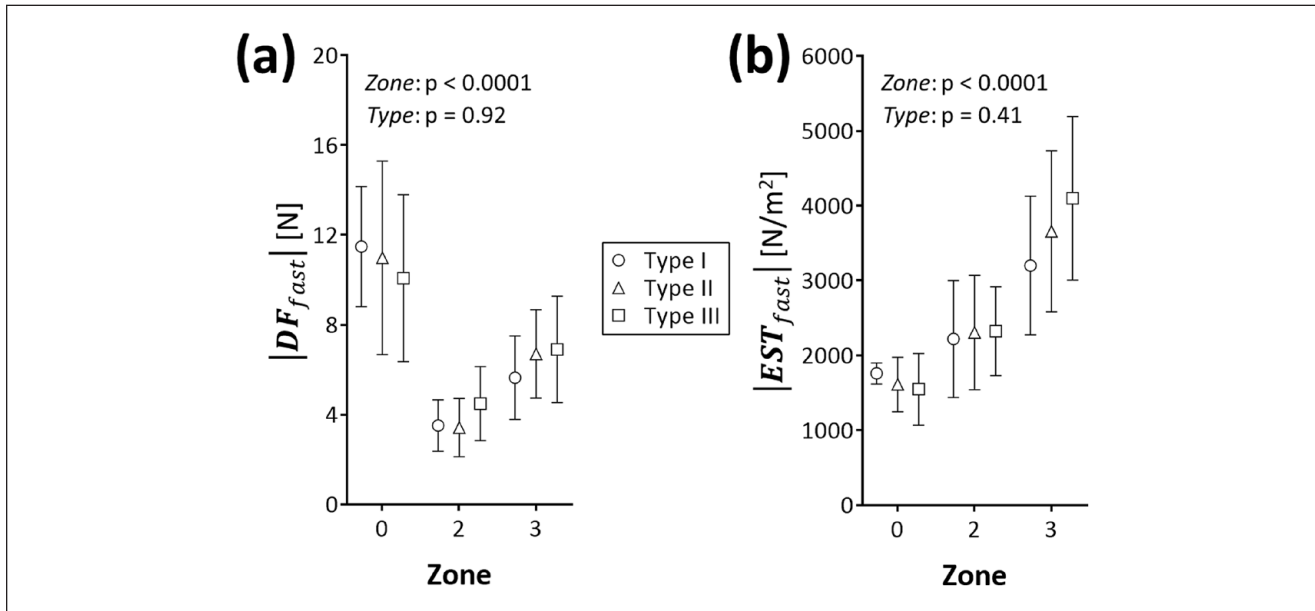 (a)
Zone: p < 0.0001
Type: p = 0.92
|DF_fast| [N]
20
16
12
8
4
0
0 2 3
Zone
Type I
Type II
Type III
(b)
Zone: p < 0.0001
Type: p = 0.41
|EST_fast| [N/m²]
6000
5000
4000
3000
2000
1000
0
0 2 3
Zone